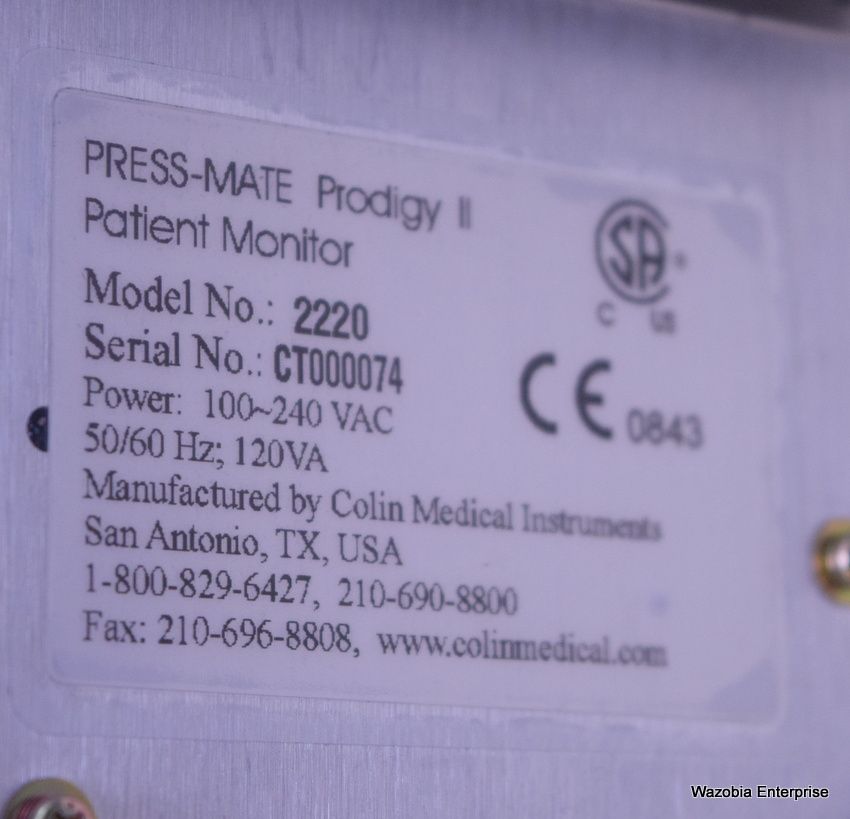 PRESS-MATE Prodigy II
Patient Monitor
Model No.: 2220
Serial No.: CT000074
Power: 100~240 VAC
50/60 Hz; 120VA
Manufactured by Colin Medical Instruments
San Antonio, TX, USA
1-800-829-6427, 210-690-8800
Fax: 210-696-8808, www.colinmedical.com
SA
C US
CE 0843
Wazobia Enterprise